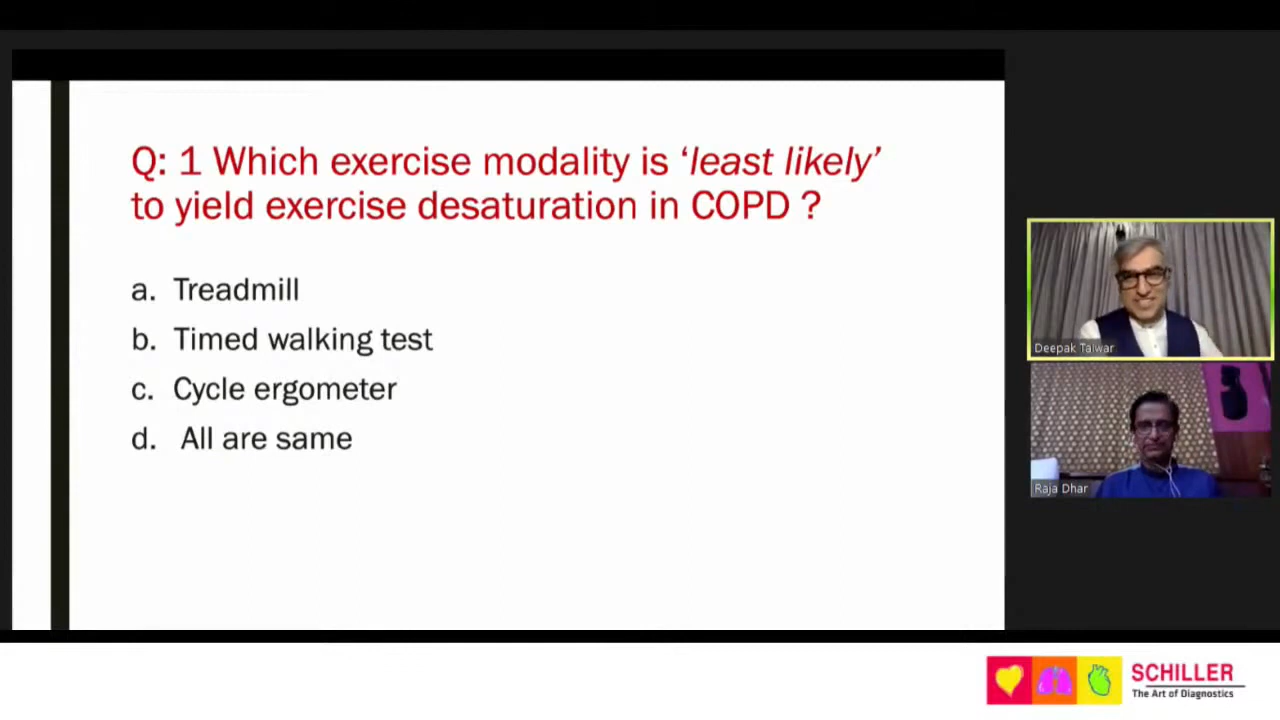 Q: 1 Which exercise modality is ‘least likely’
to yield exercise desaturation in COPD ?
a. Treadmill
b. Timed walking test
c. Cycle ergometer
d. All are same
Deepak Talwar
Raja Dhar
SCHILLER
The Art of Diagnostics